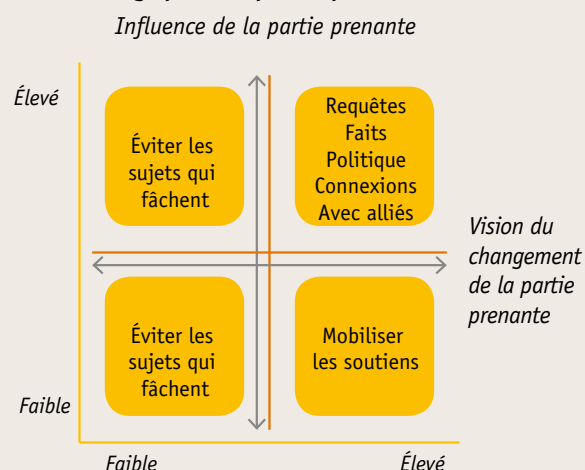 Influence de la partie prenante
Élevé
Éviter les
sujets qui
fâchent
Requêtes
Faits
Politique
Connexions
Avec alliés
Vision du
changement
de la partie
prenante
Éviter les
sujets qui
fâchent
Mobiliser
les soutiens
Faible
Faible
Élevé